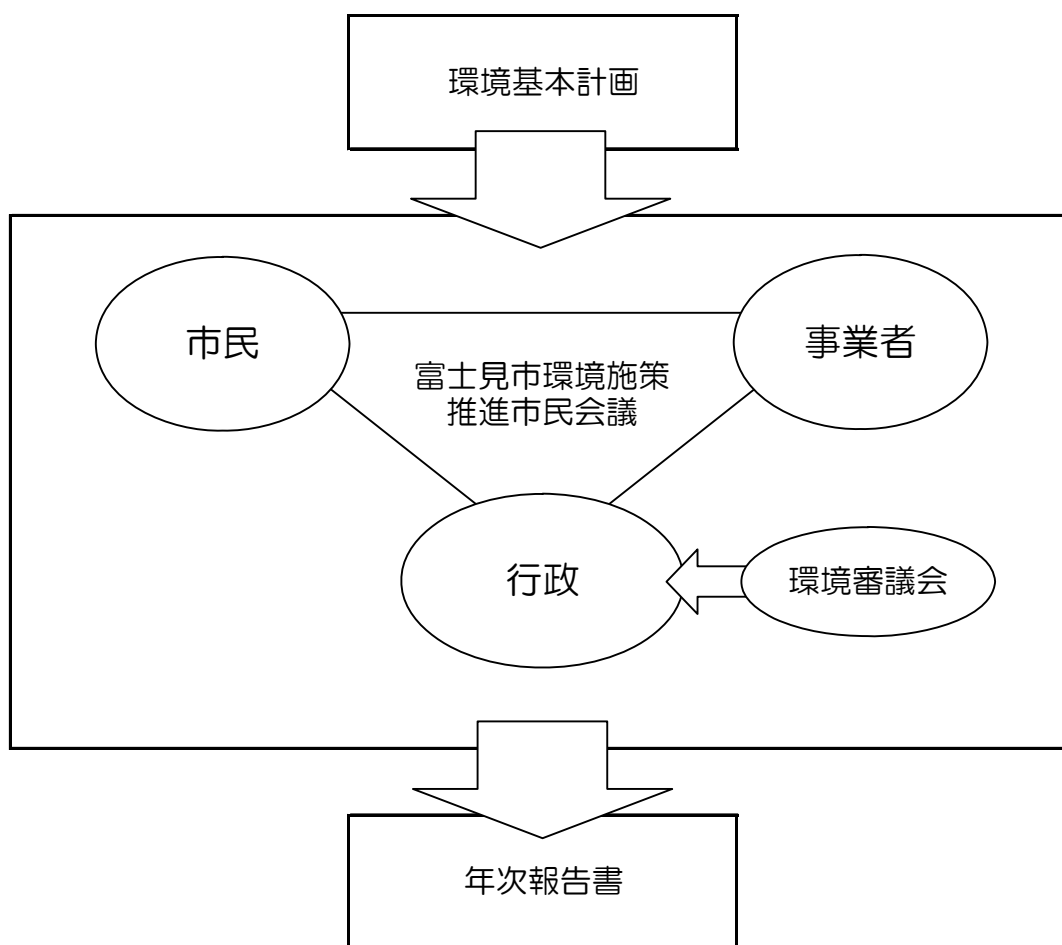 環境基本計画
市民
事業者
富士見市環境施策
推進市民会議
行政
環境審議会
年次報告書